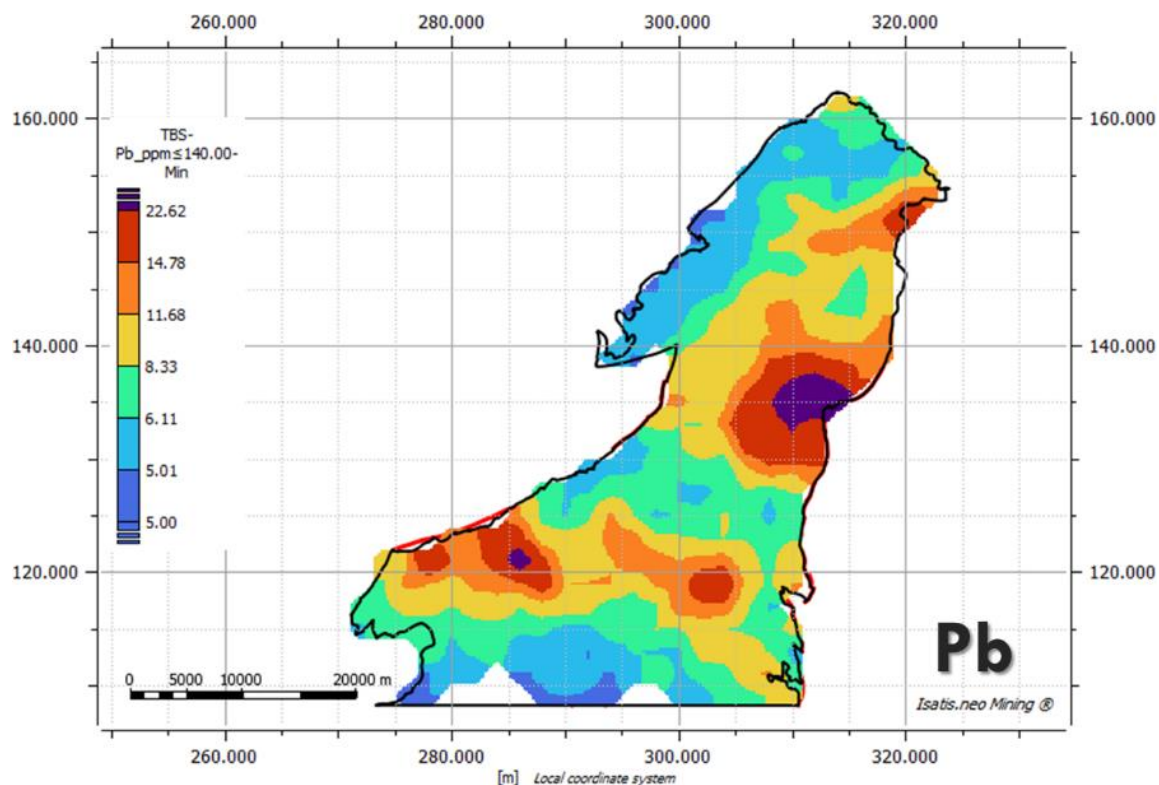 260.000 280.000 300.000 320.000
160.000 160.000
TBS-
Pb_ppm≤140.00-
Min
22.62
14.78
11.68
8.33
6.11
5.01
5.00
140.000 140.000
120.000 120.000
0 5000 10000 20000 m
Pb
Isatis.neo Mining ®
260.000 280.000 300.000 320.000
[m] Local coordinate system